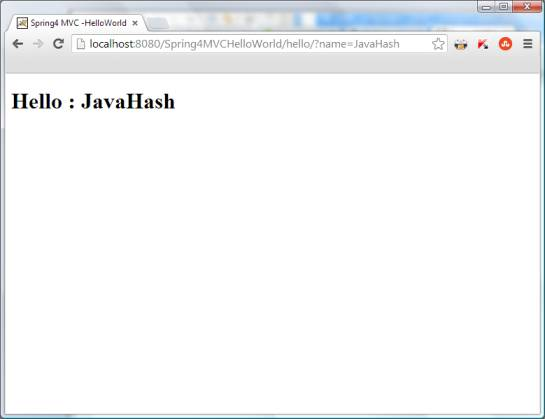 Spring4 MVC -HelloWorld
localhost:8080/Spring4MVCHelloWorld/hello/?name=JavaHash
Hello : JavaHash